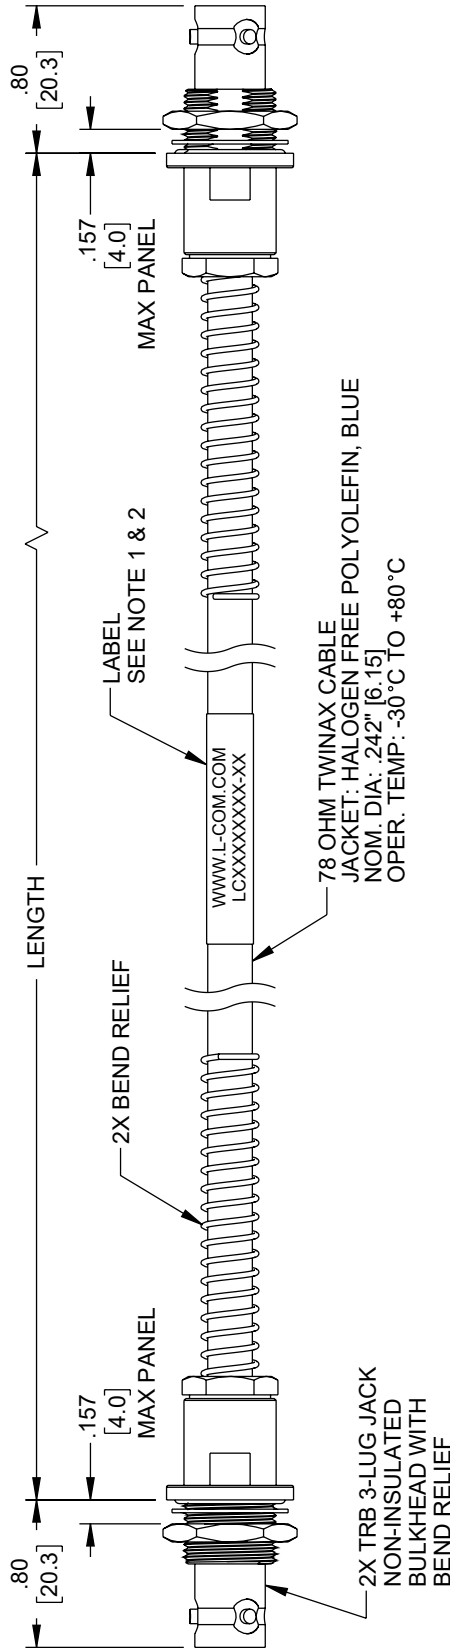 .80
[20.3]
LENGTH
.80
[20.3]
.157
[4.0]
MAX PANEL
.157
[4.0]
MAX PANEL
2X BEND RELIEF
LABEL
SEE NOTE 1 & 2
WWW.L-COM.COM
LCXXXXXXXX-XX
2X TRB 3-LUG JACK
NON-INSULATED
BULKHEAD WITH
BEND RELIEF
78 OHM TWINAX CABLE
JACKET: HALOGEN FREE POLYOLEFIN, BLUE
NOM. DIA: .242" [6.15]
OPER. TEMP: -30°C TO +80°C